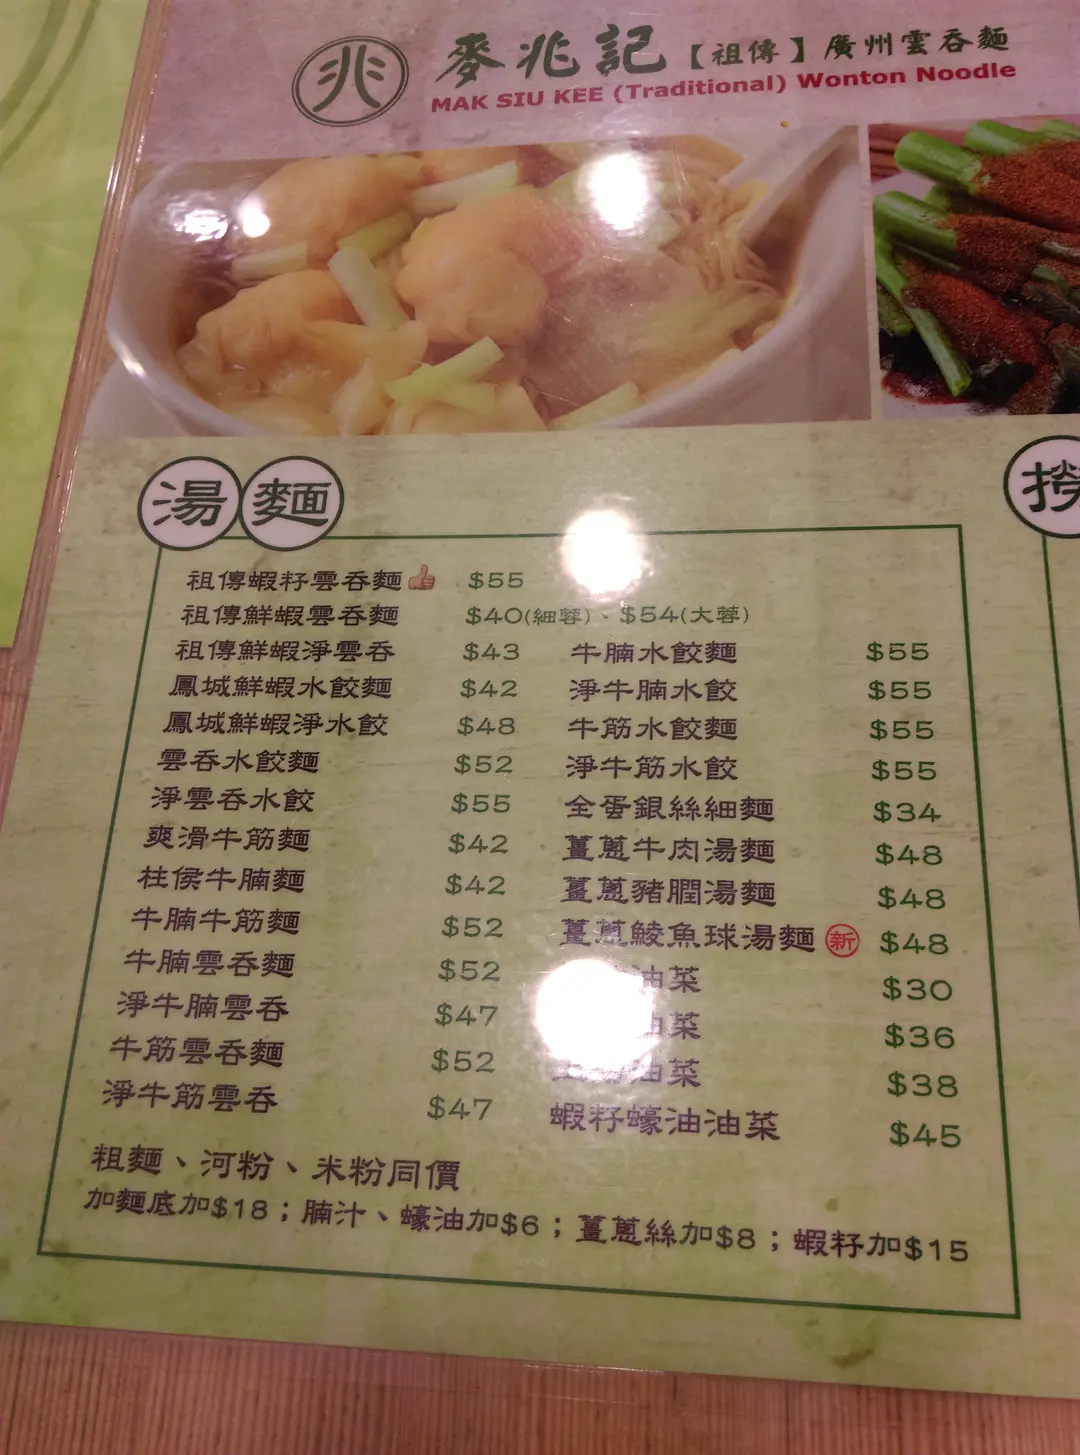 兆 麥兆記【祖傳】廣州雲吞麵
MAK SIU KEE (Traditional) Wonton Noodle
湯麵
撈
祖傳蝦籽雲吞麵 $55
祖傳鮮蝦雲吞麵 $40(細蓉)、$54(大蓉)
祖傳鮮蝦淨雲吞 $43
鳳城鮮蝦水餃麵 $42
鳳城鮮蝦淨水餃 $48
雲吞水餃麵 $52
淨雲吞水餃 $55
爽滑牛筋麵 $42
柱侯牛腩麵 $42
牛腩牛筋麵 $52
牛腩雲吞麵 $52
淨牛腩雲吞 $47
牛筋雲吞麵 $52
淨牛筋雲吞 $47
牛腩水餃麵 $55
淨牛腩水餃 $55
牛筋水餃麵 $55
淨牛筋水餃 $55
全蛋銀絲細麵 $34
薑蔥牛肉湯麵 $48
薑蔥豬膶湯麵 $48
薑蔥鯪魚球湯麵 新 $48
油菜 $30
油菜 $36
油菜 $38
蝦籽蠔油油菜 $45
粗麵、河粉、米粉同價
加麵底加$18；腩汁、蠔油加$6；薑蔥絲加$8；蝦籽加$15